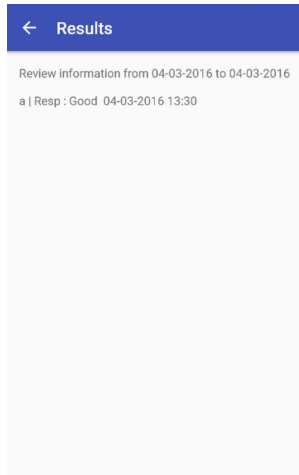 Results
Review information from 04-03-2016 to 04-03-2016
a | Resp : Good 04-03-2016 13:30